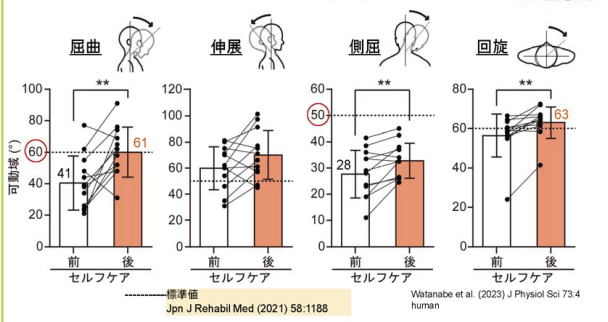 屈曲 伸展 側屈 回旋
** ** **
可動域 (°)
100 80 60 40 20 0
41 61
120 100 80 60 40 20 0
60 50 40 30 20 10 0
28
80 60 40 20 0
63
前 後 前 後 前 後 前 後
セルフケア セルフケア セルフケア セルフケア
標準値
Jpn J Rehabil Med (2021) 58:1188
Watanabe et al. (2023) J Physiol Sci 73:4
human